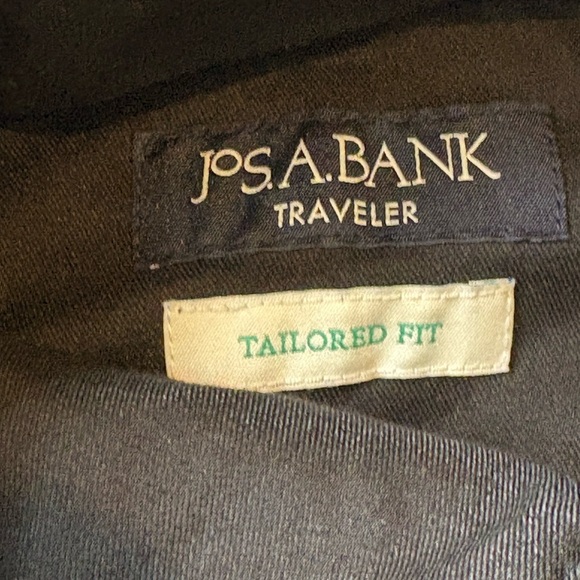 JoS. A. BANK
TRAVELER
TAILORED FIT